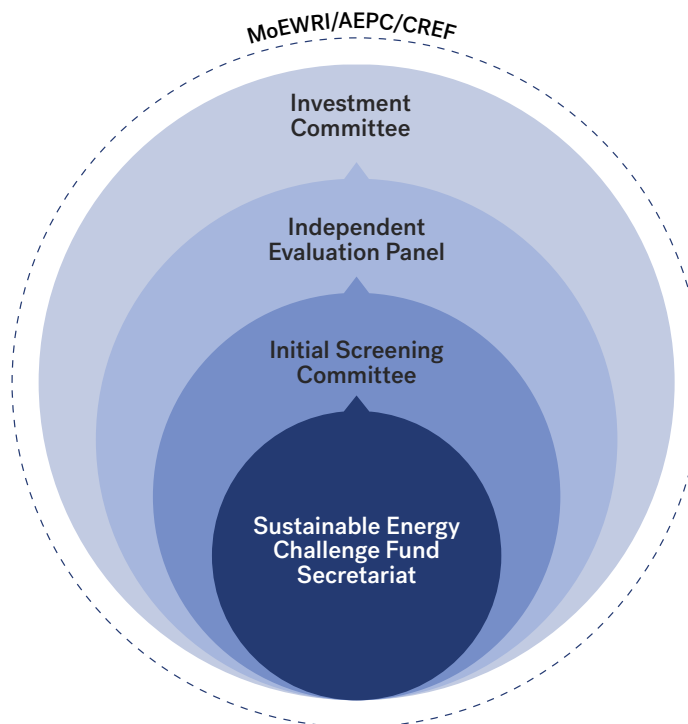 MoEWRI/AEPC/CREF
Investment
Committee
Independent
Evaluation Panel
Initial Screening
Committee
Sustainable Energy
Challenge Fund
Secretariat